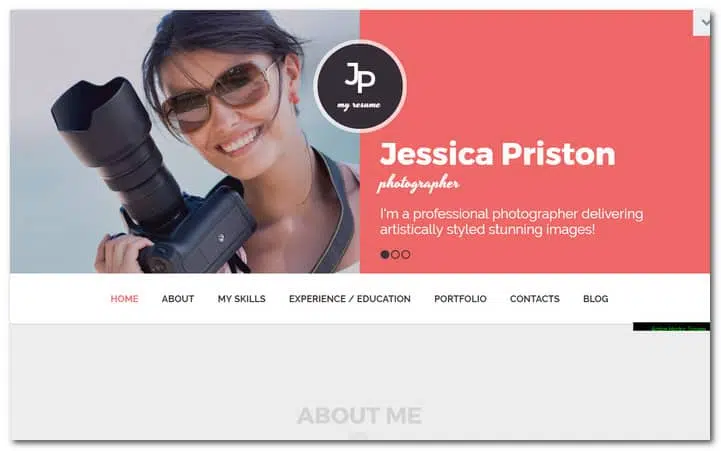 JP
my resume
Jessica Priston
photographer
I'm a professional photographer delivering
artistically styled stunning images!
HOME ABOUT MY SKILLS EXPERIENCE / EDUCATION PORTFOLIO CONTACTS BLOG
ABOUT ME